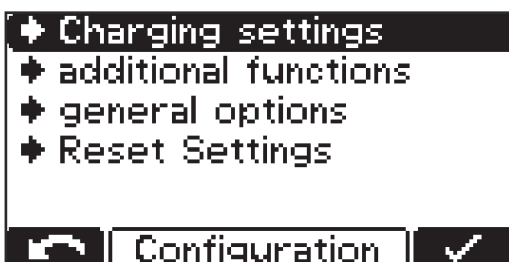 Charging settings
additional functions
general options
Reset Settings
Configuration